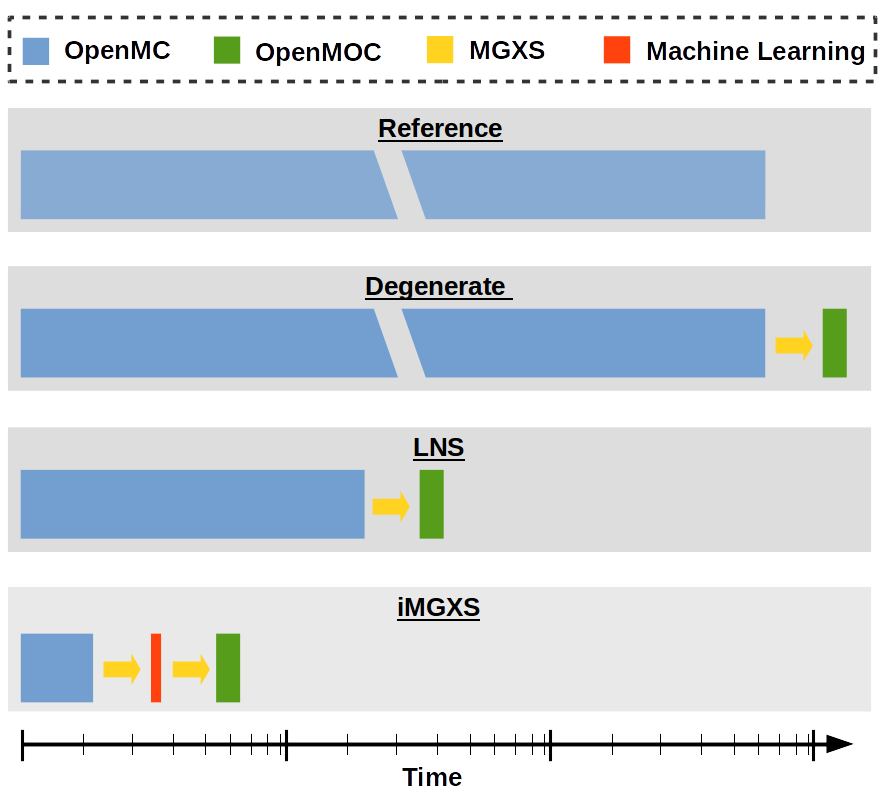 OpenMC OpenMOC MGXS Machine Learning
Reference
Degenerate
LNS
iMGXS
Time